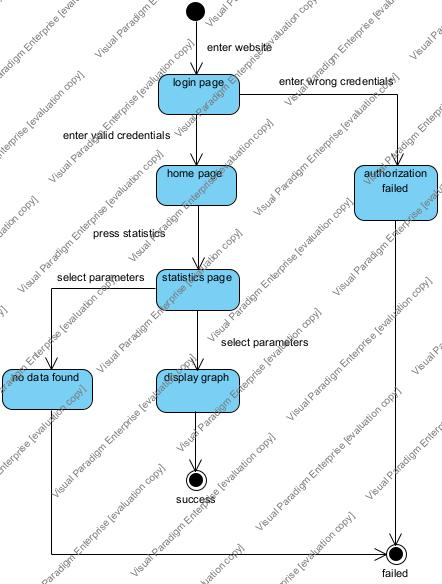 enter website
login page
enter wrong credentials
enter valid credentials
home page
authorization
failed
press statistics
statistics page
select parameters
select parameters
no data found
display graph
success
failed
Visual Paradigm Enterprise [evaluation copy]